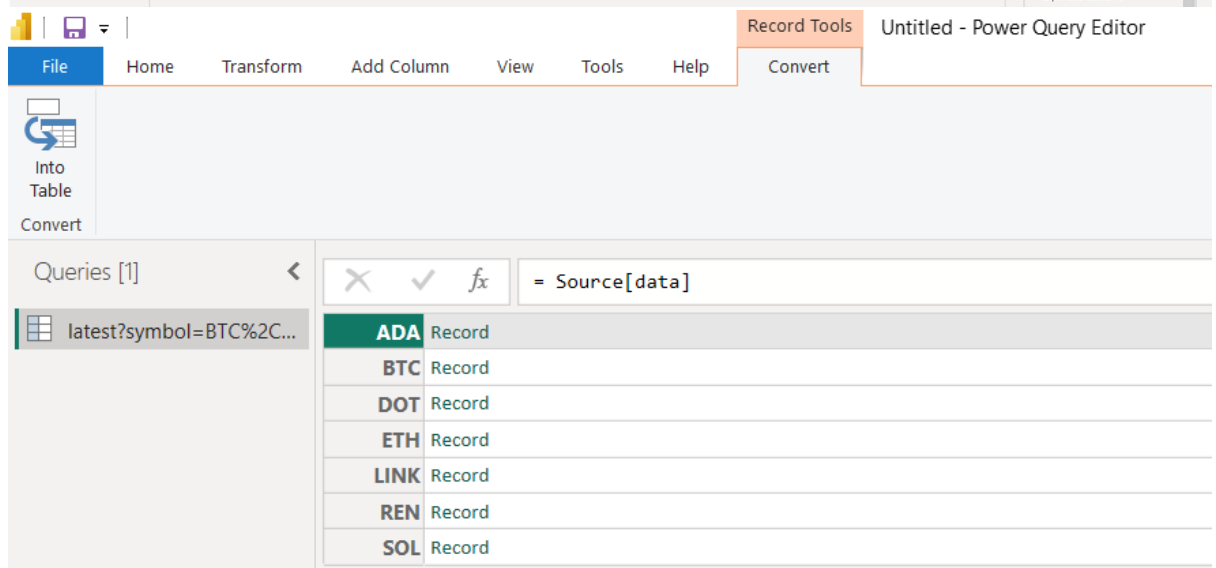 Record Tools Untitled - Power Query Editor
File Home Transform Add Column View Tools Help Convert
Into
Table
Convert
Queries [1]
fx = Source[data]
latest?symbol=BTC%2C...
ADA Record
BTC Record
DOT Record
ETH Record
LINK Record
REN Record
SOL Record